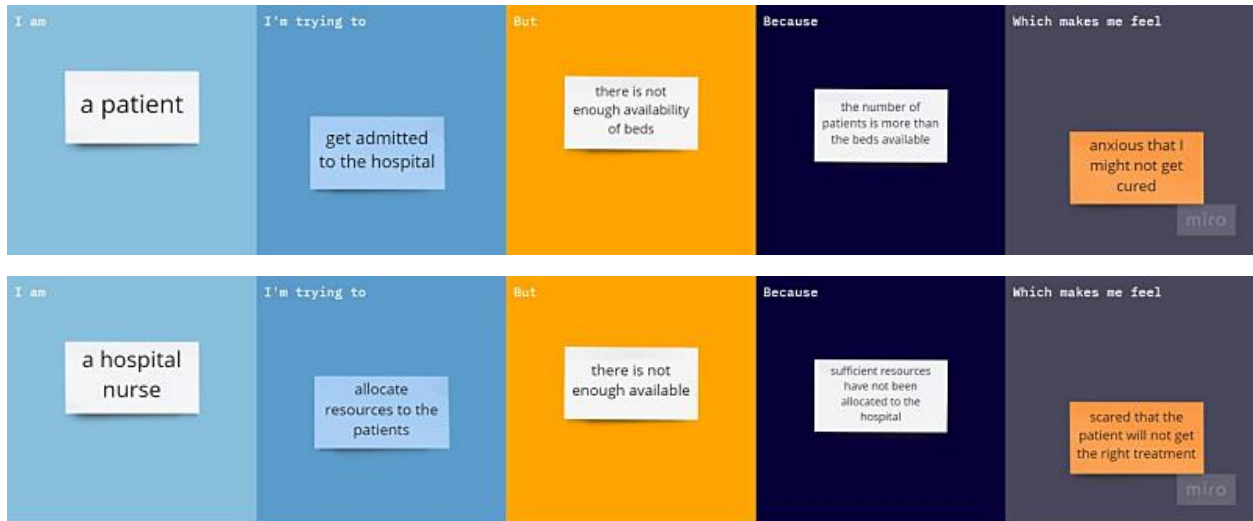 I am
a patient
I'm trying to
get admitted
to the hospital
But
there is not
enough availability
of beds
Because
the number of
patients is more than
the beds available
Which makes me feel
anxious that I
might not get
cured
miro
I am
a hospital
nurse
I'm trying to
allocate
resources to the
patients
But
there is not
enough available
Because
sufficient resources
have not been
allocated to the
hospital
Which makes me feel
scared that the
patient will not get
the right treatment
miro